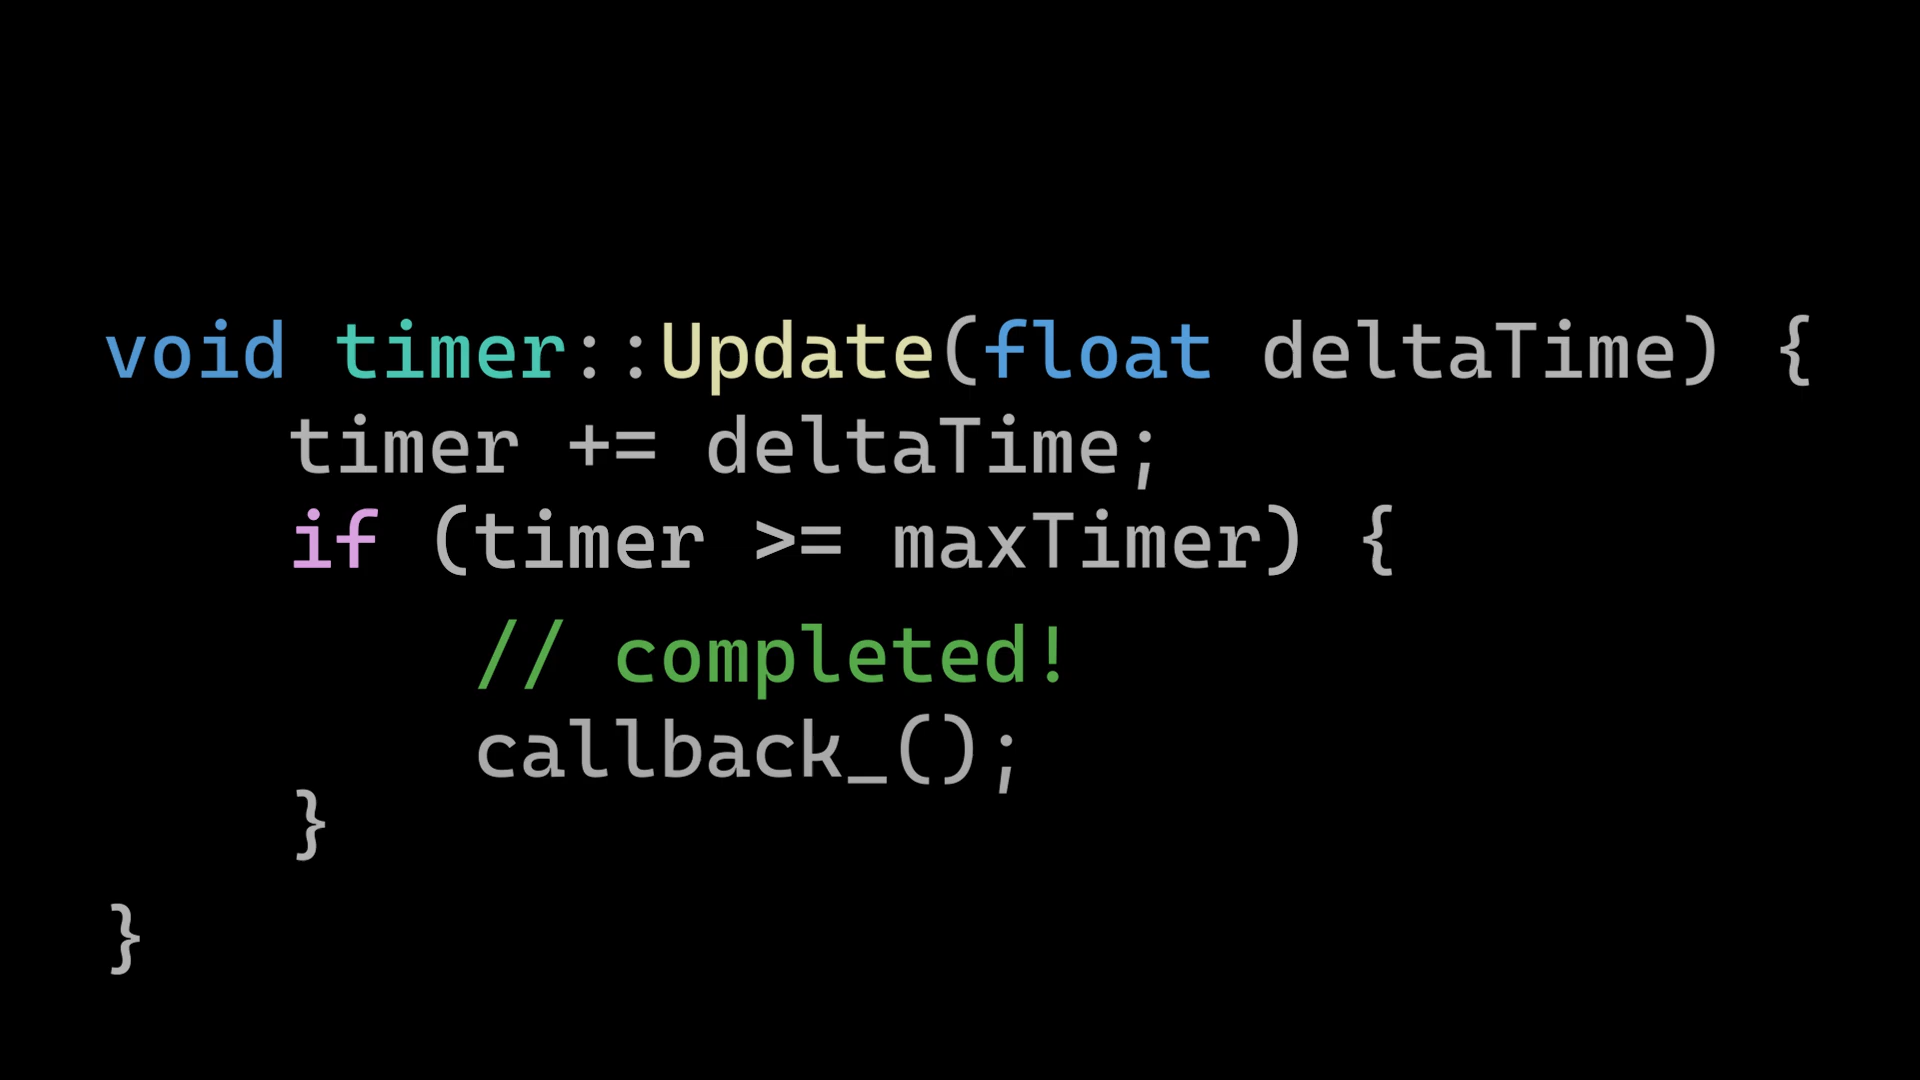 void timer::Update(float deltaTime) {
    timer += deltaTime;
    if (timer >= maxTimer) {
        // completed!
        callback_();
    }
}